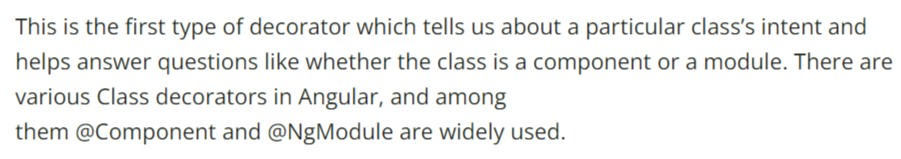 This is the first type of decorator which tells us about a particular class’s intent and
helps answer questions like whether the class is a component or a module. There are
various Class decorators in Angular, and among
them @Component and @NgModule are widely used.